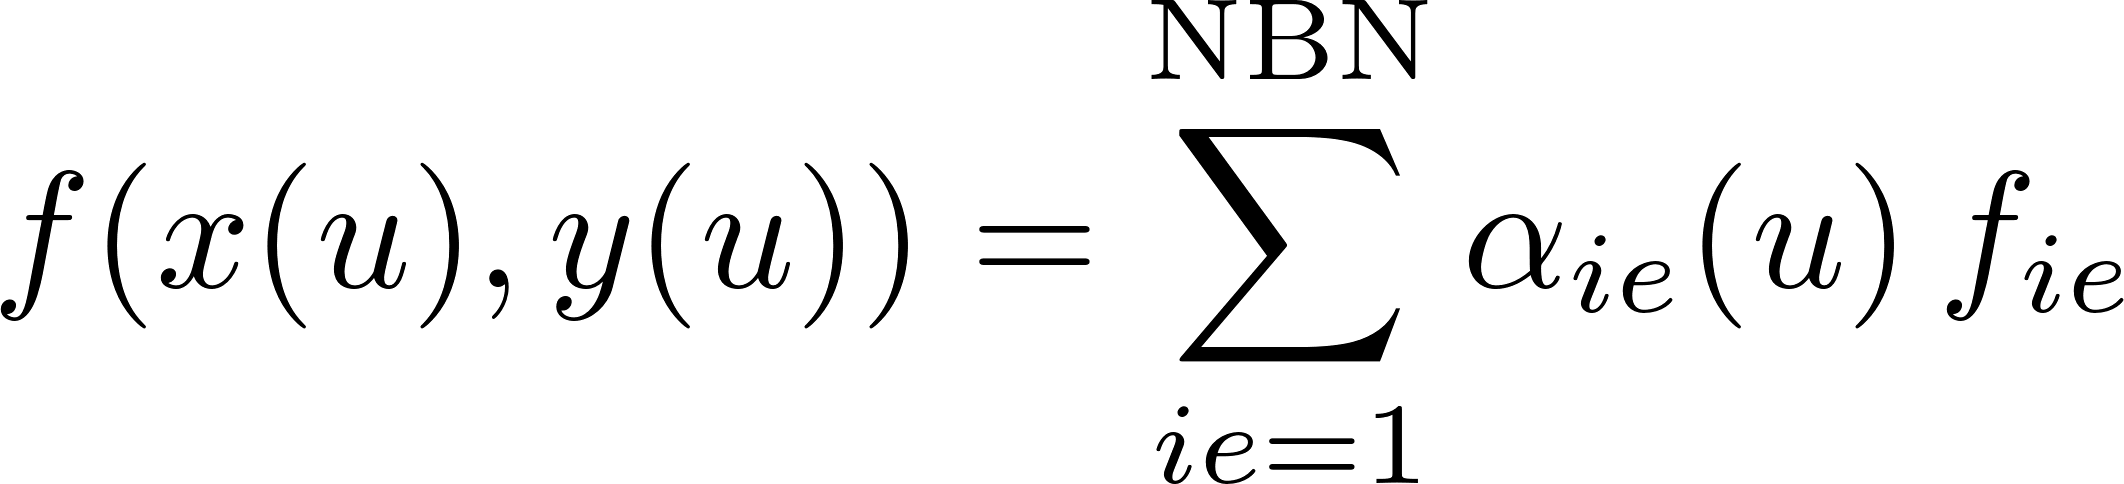 f(x(u), y(u)) = \sum_{ie=1}^{\mathrm{NBN}} \alpha_{ie}(u) f_{ie}